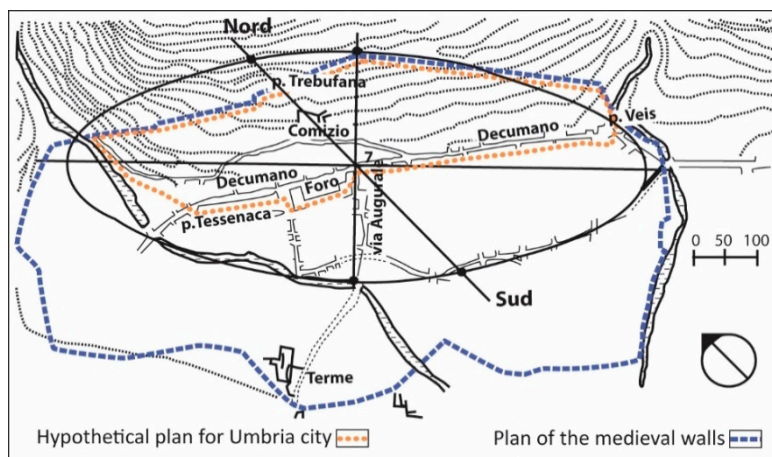 Nord
p. Trebufana
p. Veis
Comizio
Decumano
7
Decumano
Foro
p.Tessenaca
via Augurale
0 50 100
Sud
Terme
Hypothetical plan for Umbria city
Plan of the medieval walls